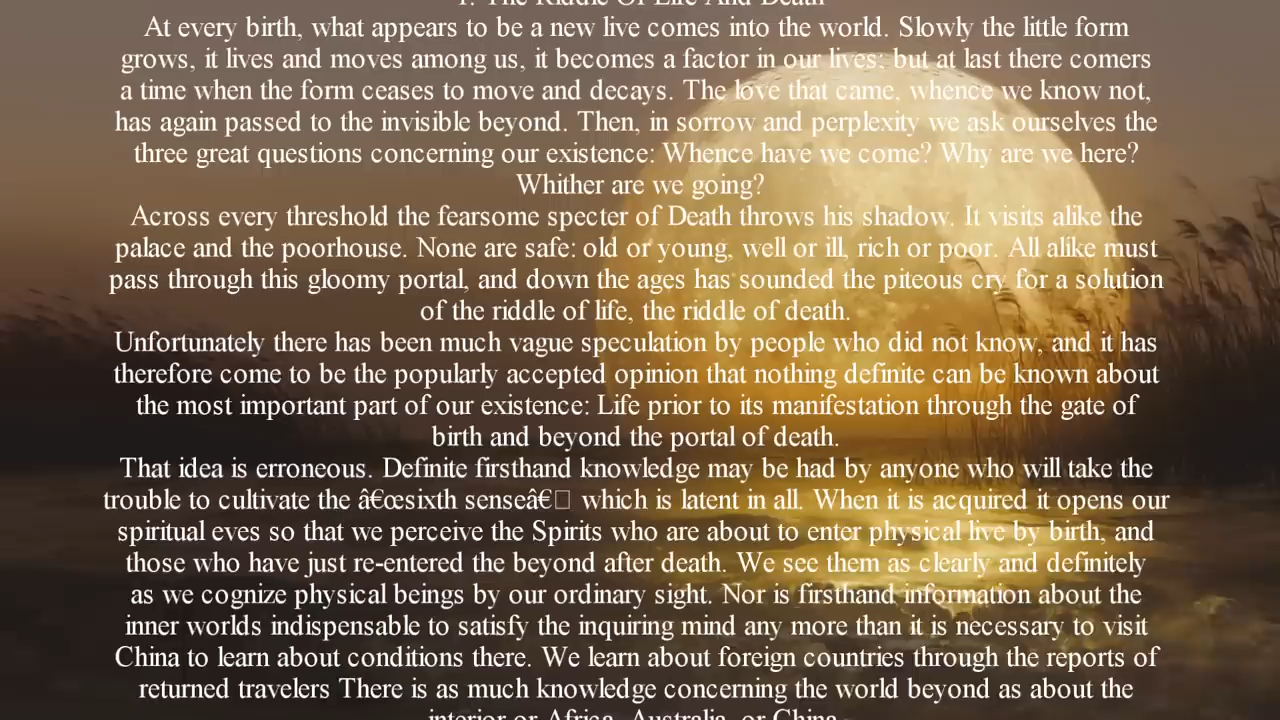 1. The Riddle Of Life And Death
At every birth, what appears to be a new live comes into the world. Slowly the little form
grows, it lives and moves among us, it becomes a factor in our lives; but at last there comers
a time when the form ceases to move and decays. The love that came, whence we know not,
has again passed to the invisible beyond. Then, in sorrow and perplexity we ask ourselves the
three great questions concerning our existence: Whence have we come? Why are we here?
Whither are we going?
Across every threshold the fearsome specter of Death throws his shadow. It visits alike the
palace and the poorhouse. None are safe: old or young, well or ill, rich or poor. All alike must
pass through this gloomy portal, and down the ages has sounded the piteous cry for a solution
of the riddle of life, the riddle of death.
Unfortunately there has been much vague speculation by people who did not know, and it has
therefore come to be the popularly accepted opinion that nothing definite can be known about
the most important part of our existence: Life prior to its manifestation through the gate of
birth and beyond the portal of death.
That idea is erroneous. Definite firsthand knowledge may be had by anyone who will take the
trouble to cultivate the â€œsixth senseâ€□ which is latent in all. When it is acquired it opens our
spiritual eves so that we perceive the Spirits who are about to enter physical live by birth, and
those who have just re-entered the beyond after death. We see them as clearly and definitely
as we cognize physical beings by our ordinary sight. Nor is firsthand information about the
inner worlds indispensable to satisfy the inquiring mind any more than it is necessary to visit
China to learn about conditions there. We learn about foreign countries through the reports of
returned travelers There is as much knowledge concerning the world beyond as about the
interior or Africa, Australia, or China.